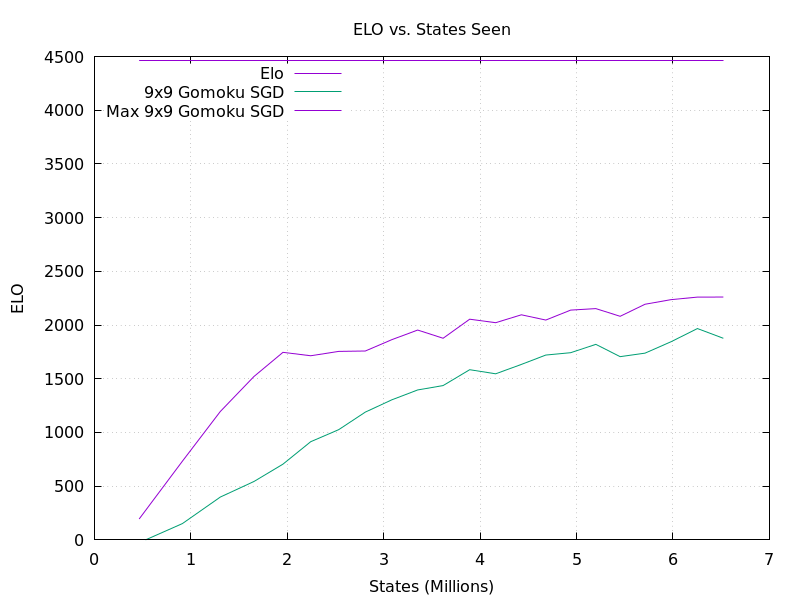 ELO vs. States Seen
4500
4000
3500
3000
2500
2000
1500
1000
500
0
ELO
Elo
9x9 Gomoku SGD
Max 9x9 Gomoku SGD
0 1 2 3 4 5 6 7
States (Millions)